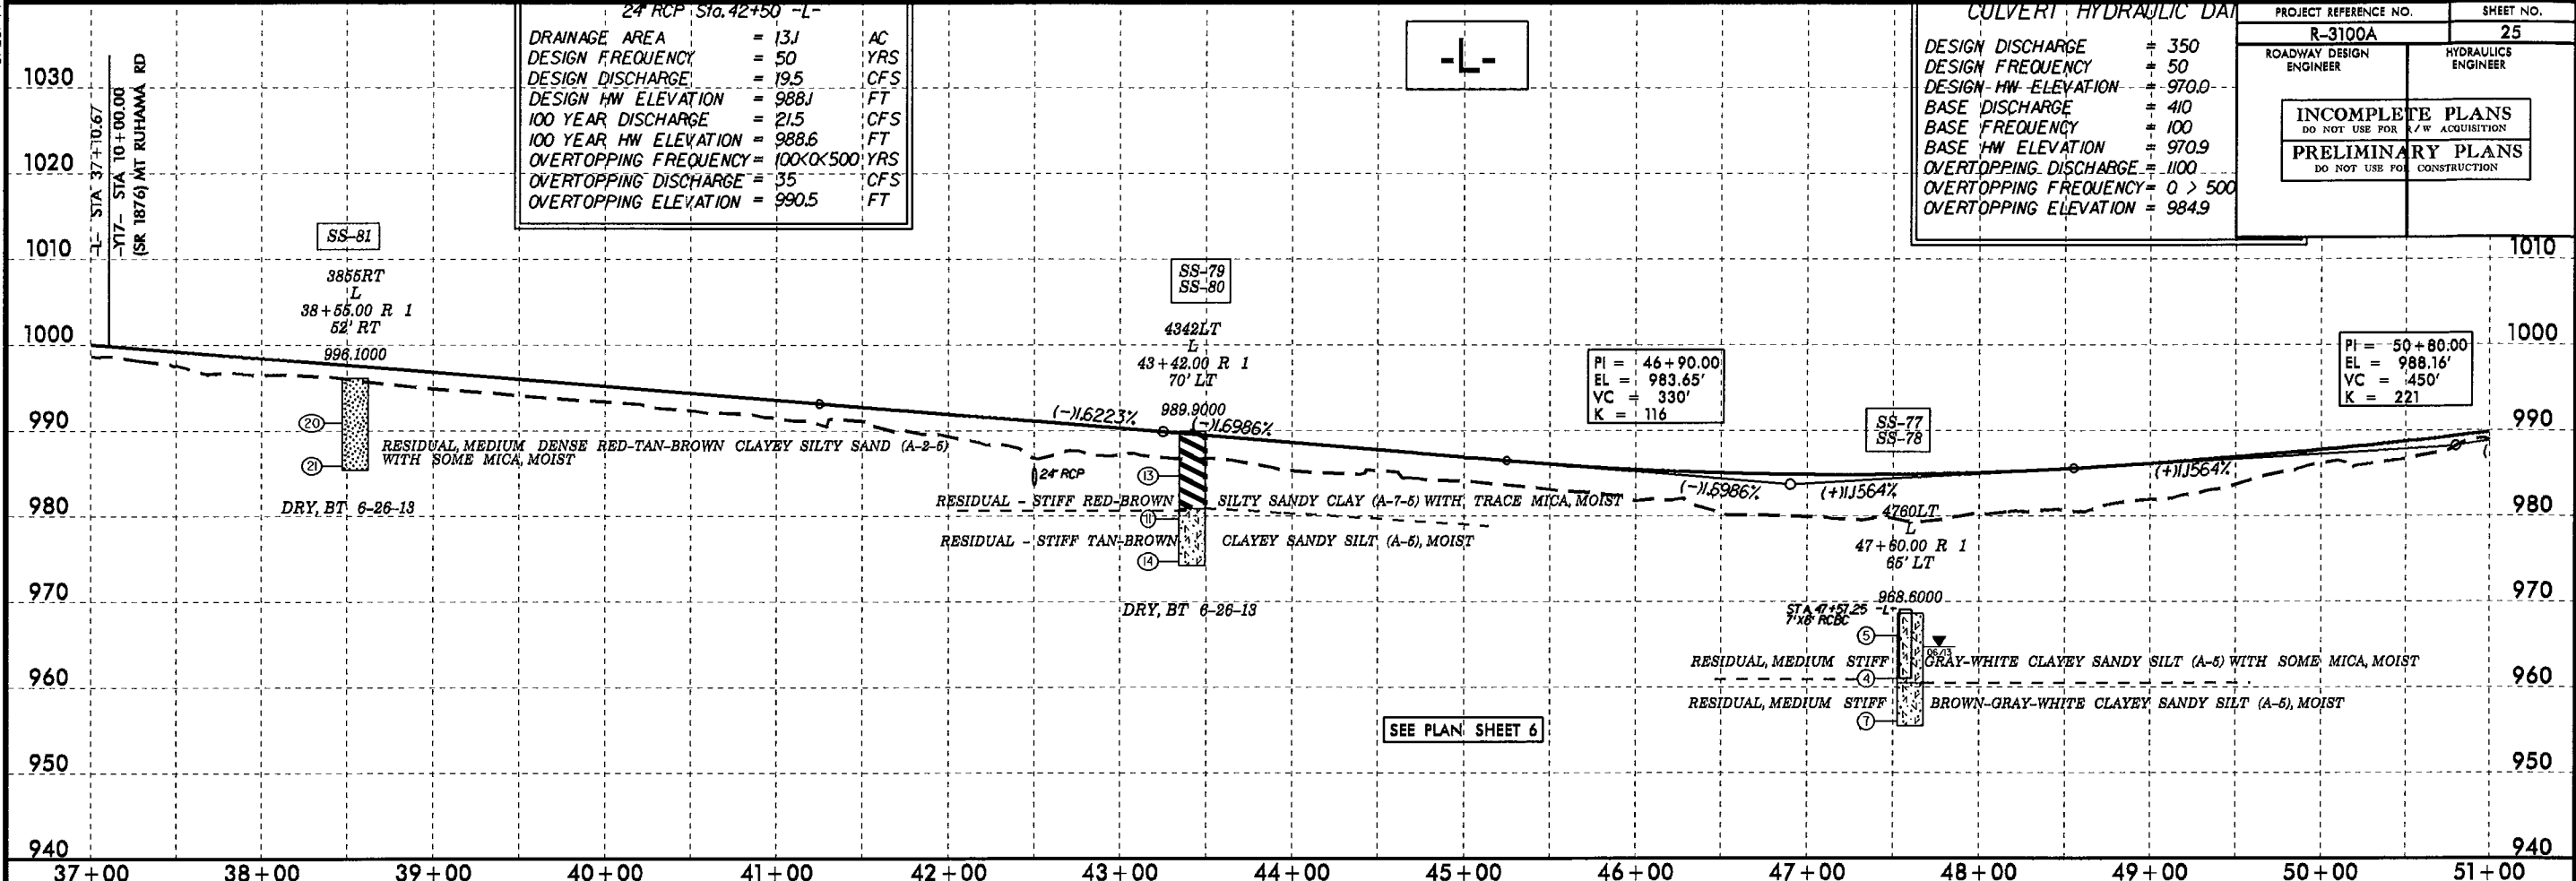 24" RCP Sta. 42+50 -L-
DRAINAGE AREA = 13.1 AC
DESIGN FREQUENCY = 50 YRS
DESIGN DISCHARGE = 19.5 CFS
DESIGN HW ELEVATION = 988.1 FT
100 YEAR DISCHARGE = 21.5 CFS
100 YEAR HW ELEVATION = 988.6 FT
OVERTOPPING FREQUENCY = 100<Q<500 YRS
OVERTOPPING DISCHARGE = 35 CFS
OVERTOPPING ELEVATION = 990.5 FT
-L-
CULVERT HYDRAULIC DA
DESIGN DISCHARGE = 350
DESIGN FREQUENCY = 50
DESIGN HW ELEVATION = 970.0
BASE DISCHARGE = 410
BASE FREQUENCY = 100
BASE HW ELEVATION = 970.9
OVERTOPPING DISCHARGE = 1100
OVERTOPPING FREQUENCY = Q > 500
OVERTOPPING ELEVATION = 984.9
PROJECT REFERENCE NO. SHEET NO.
R-3100A 25
ROADWAY DESIGN ENGINEER
HYDRAULICS ENGINEER
INCOMPLETE PLANS
DO NOT USE FOR R/W ACQUISITION
PRELIMINARY PLANS
DO NOT USE FOR CONSTRUCTION
-L- STA 37+10.67
-Y17- STA 10+00.00
(SR 1876) MT RUHAMA RD
1030
1020
1010 1010
1000 1000
990 990
980 980
970 970
960 960
950 950
940 940
SS-81
3855RT
L
38+55.00 R 1
52' RT
996.1000
20
21
RESIDUAL, MEDIUM DENSE RED-TAN-BROWN CLAYEY SILTY SAND (A-2-5)
WITH SOME MICA, MOIST
DRY, BT 6-26-13
SS-79
SS-80
4342LT
L
43+42.00 R 1
70' LT
989.9000
(-)1.6223%
(-)1.6986%
24" RCP
13
RESIDUAL - STIFF RED-BROWN SILTY SANDY CLAY (A-7-5) WITH TRACE MICA, MOIST
11
RESIDUAL - STIFF TAN-BROWN CLAYEY SANDY SILT (A-5), MOIST
14
DRY, BT 6-26-13
PI = 46+90.00
EL = 983.65'
VC = 330'
K = 116
(-)1.6986%
(+)1.1564%
SS-77
SS-78
4760LT
L
47+60.00 R 1
65' LT
968.6000
STA. 47+57.25 -L-
7'X8' RCBC
5
06/13
RESIDUAL, MEDIUM STIFF GRAY-WHITE CLAYEY SANDY SILT (A-5) WITH SOME MICA, MOIST
4
RESIDUAL, MEDIUM STIFF BROWN-GRAY-WHITE CLAYEY SANDY SILT (A-5), MOIST
7
PI = 50+80.00
EL = 988.16'
VC = 450'
K = 221
(+)1.1564%
SEE PLAN SHEET 6
37+00 38+00 39+00 40+00 41+00 42+00 43+00 44+00 45+00 46+00 47+00 48+00 49+00 50+00 51+00